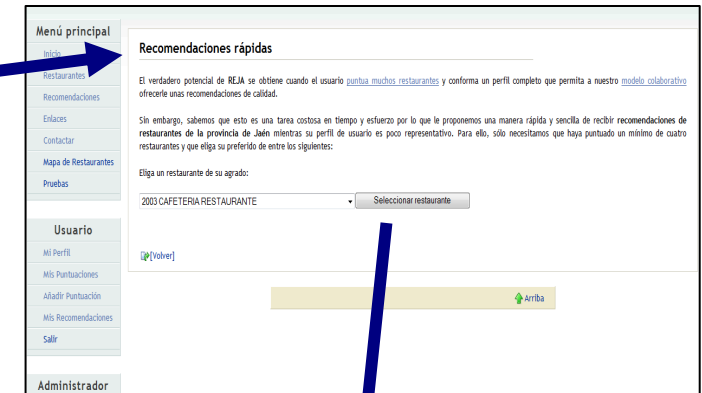 Menú principal
Inicio
Restaurantes
Recomendaciones
Enlaces
Contactar
Mapa de Restaurantes
Pruebas
Usuario
Mi Perfil
Mis Puntuaciones
Añadir Puntuación
Mis Recomendaciones
Salir
Administrador
Recomendaciones rápidas
El verdadero potencial de REJA se obtiene cuando el usuario puntua muchos restaurantes y conforma un perfil completo que permita a nuestro modelo colaborativo
ofrecerle unas recomendaciones de calidad.
Sin embargo, sabemos que esto es una tarea costosa en tiempo y esfuerzo por lo que le proponemos una manera rápida y sencilla de recibir recomendaciones de
restaurantes de la provincia de Jaén mientras su perfil de usuario es poco representativo. Para ello, sólo necesitamos que haya puntuado un mínimo de cuatro
restaurantes y que eliga su preferido de entre los siguientes:
Eliga un restaurante de su agrado:
2003 CAFETERIA RESTAURANTE Seleccionar restaurante
[Volver]
Arriba